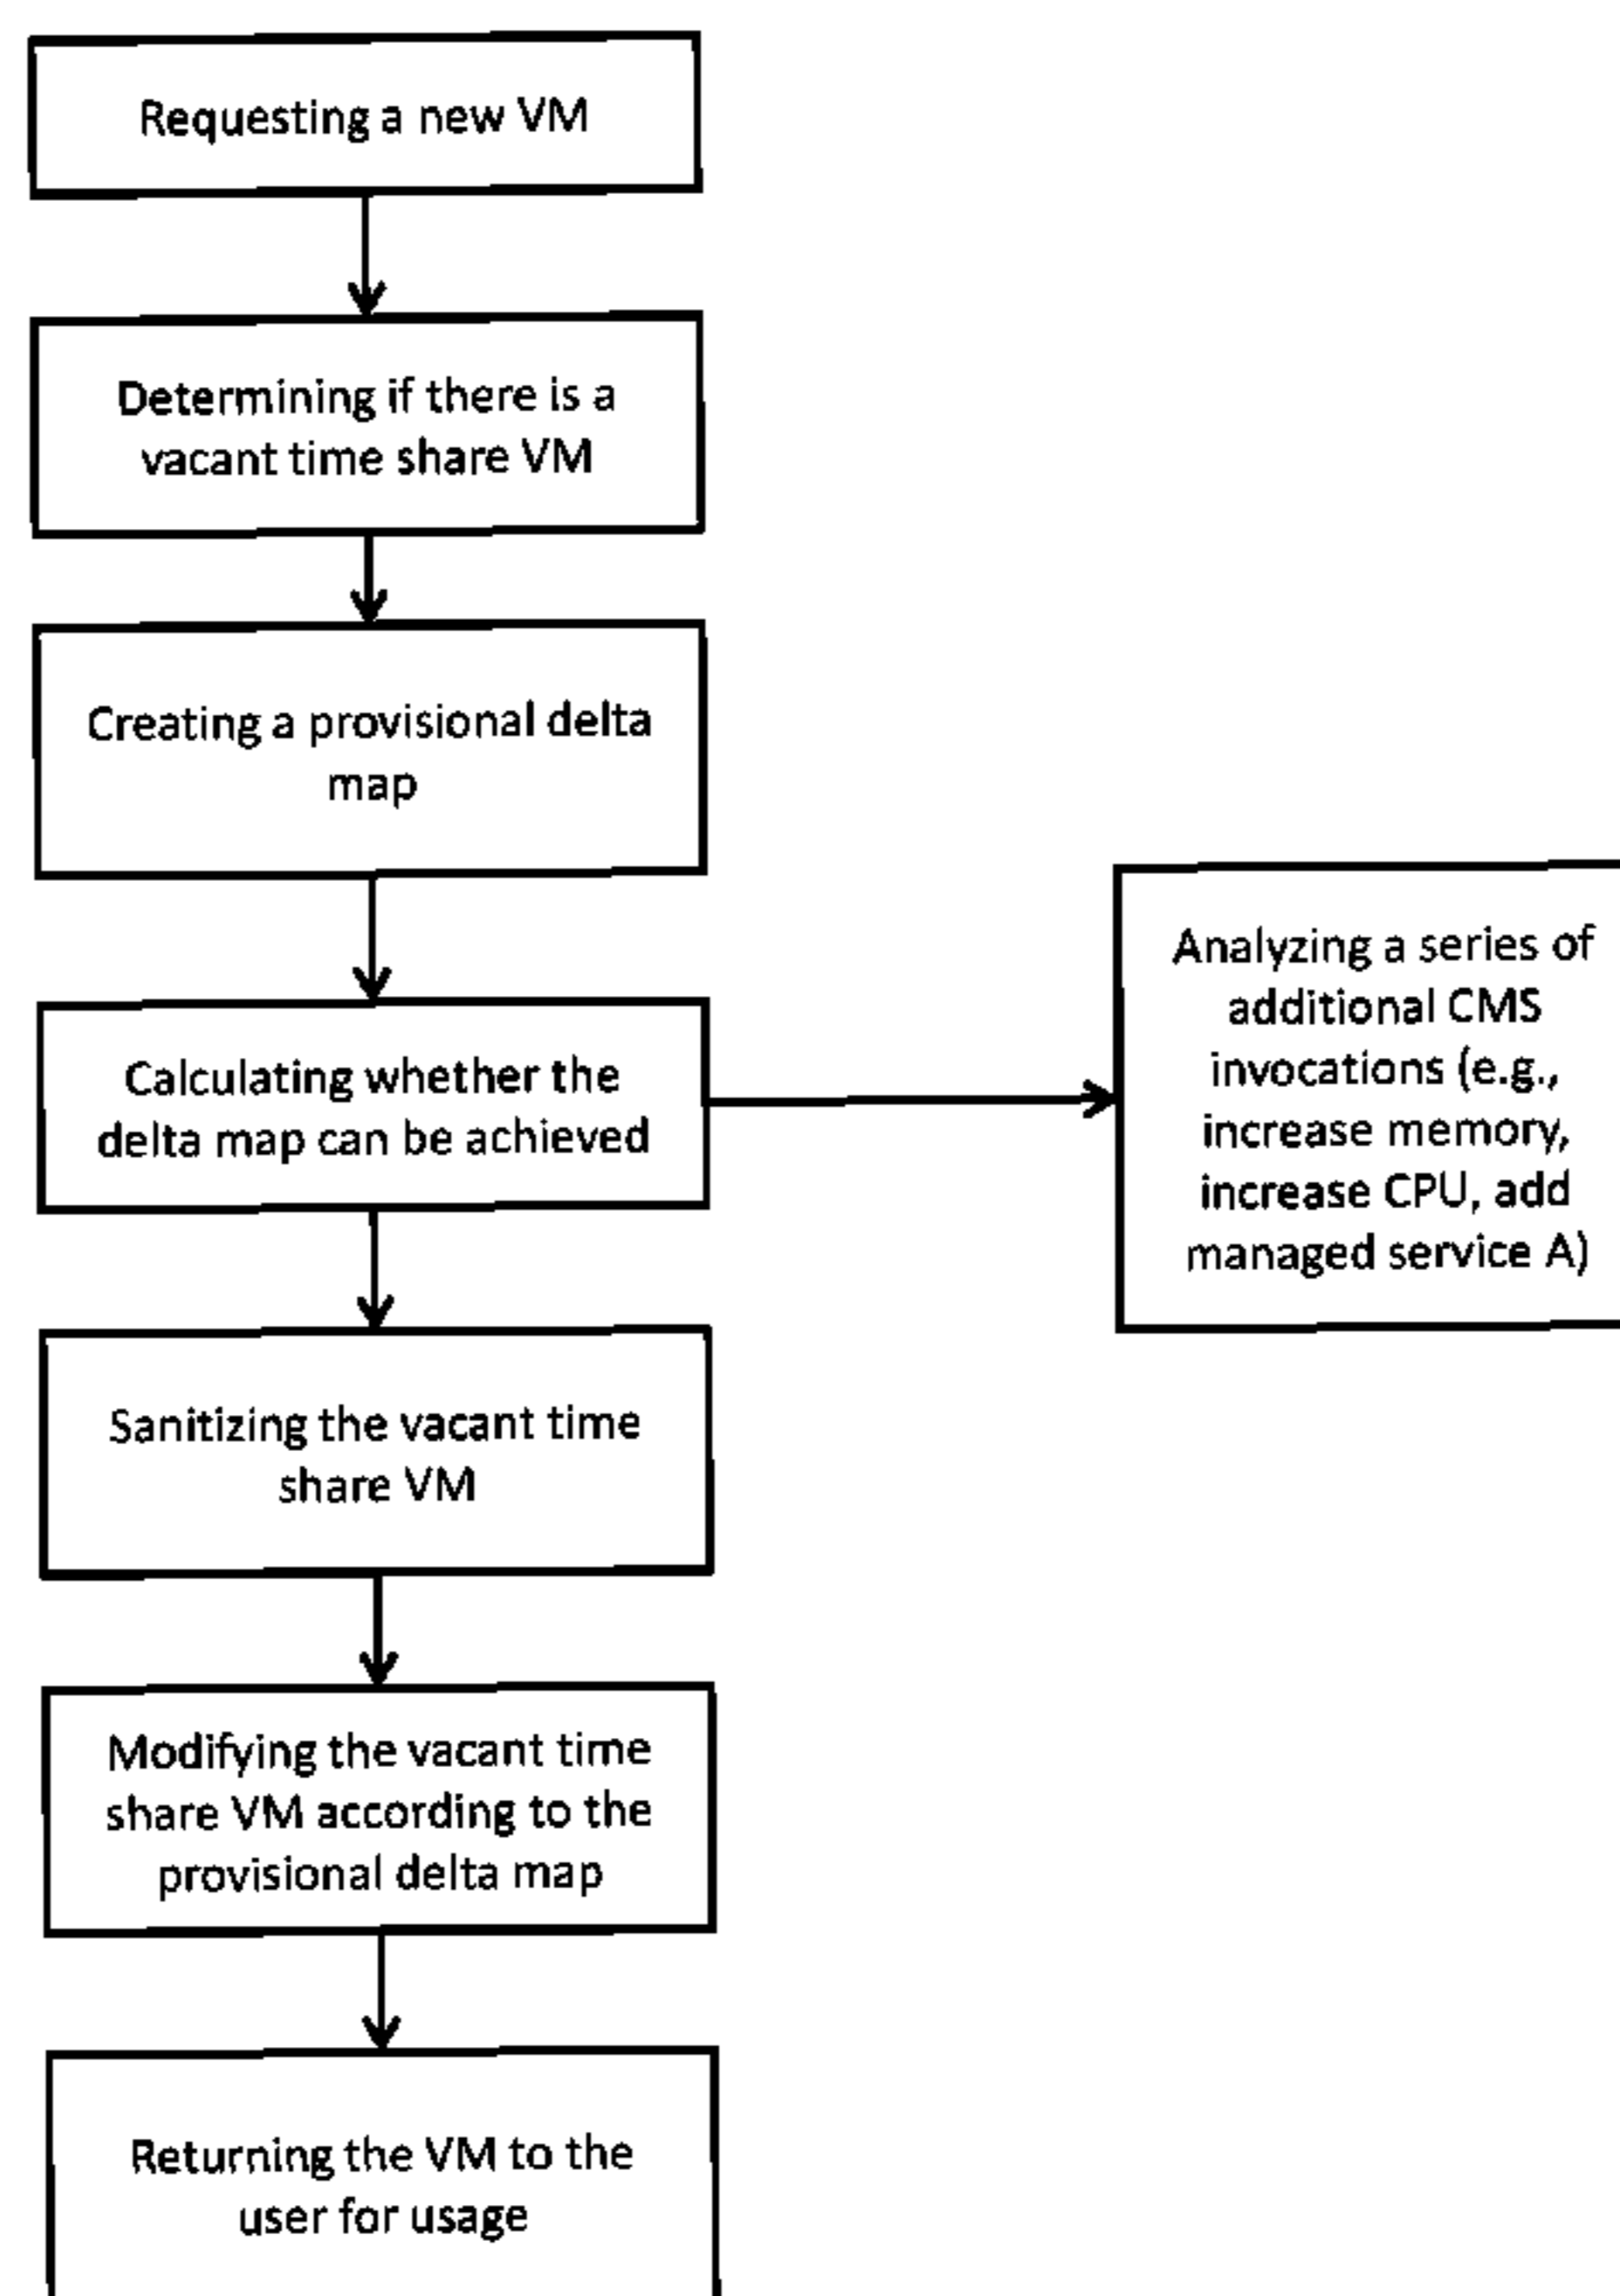 Requesting a new VM
Determining if there is a
vacant time share VM
Creating a provisional delta
map
Calculating whether the
delta map can be achieved
Analyzing a series of
additional CMS
invocations (e.g.,
increase memory,
increase CPU, add
managed service A)
Sanitizing the vacant time
share VM
Modifying the vacant time
share VM according to the
provisional delta map
Returning the VM to the
user for usage